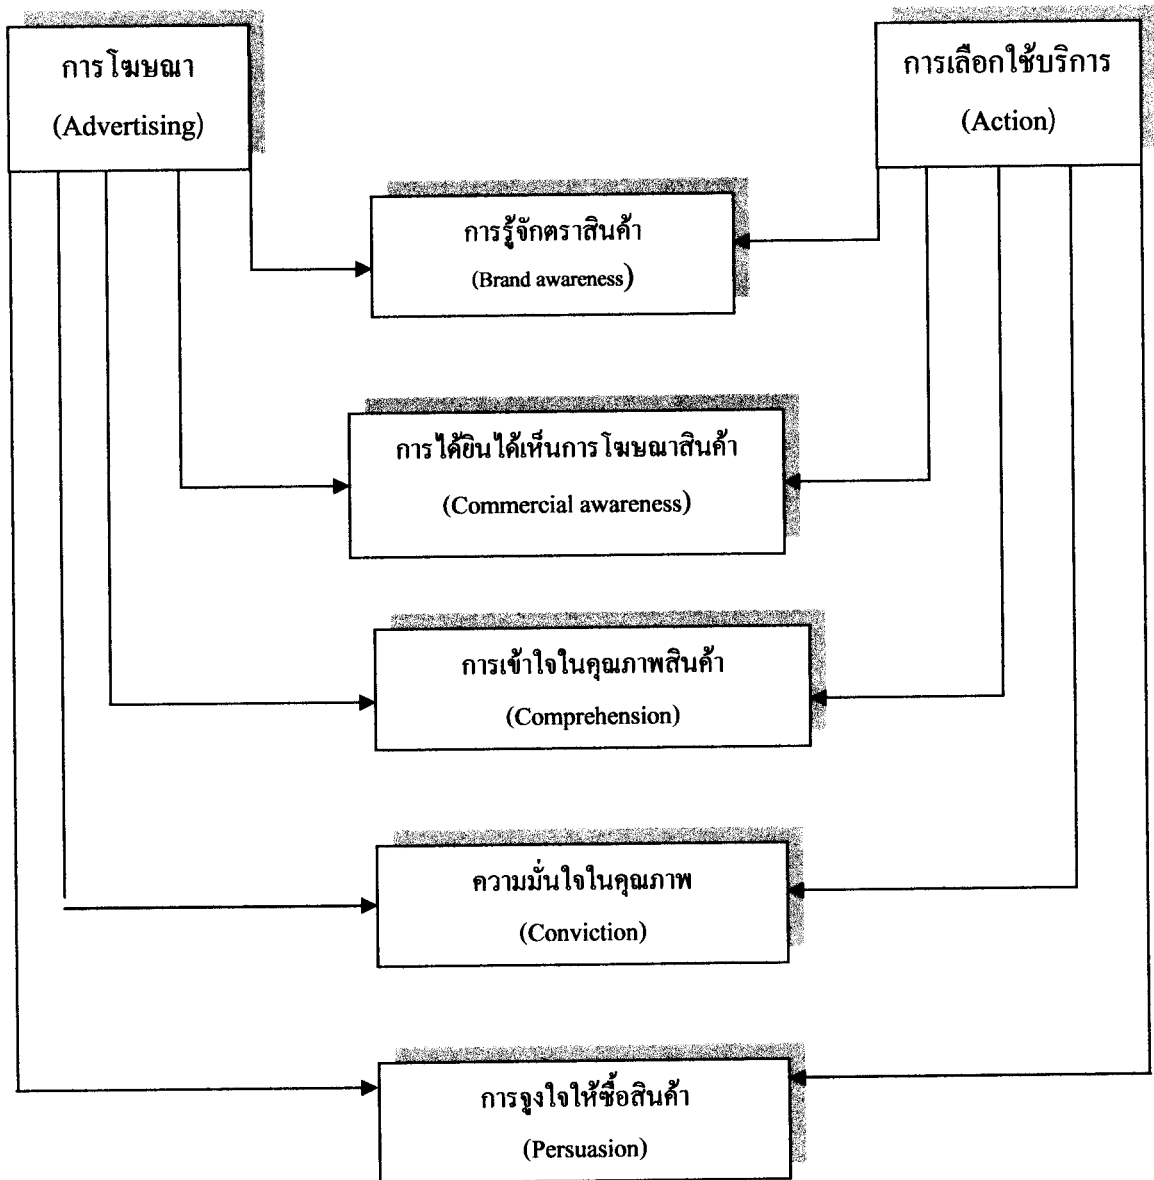 การโฆษณา
(Advertising)
การเลือกใช้บริการ
(Action)
การรู้จักตราสินค้า
(Brand awareness)
การได้ยินได้เห็นการโฆษณาสินค้า
(Commercial awareness)
การเข้าใจในคุณภาพสินค้า
(Comprehension)
ความมั่นใจในคุณภาพ
(Conviction)
การจูงใจให้ซื้อสินค้า
(Persuasion)